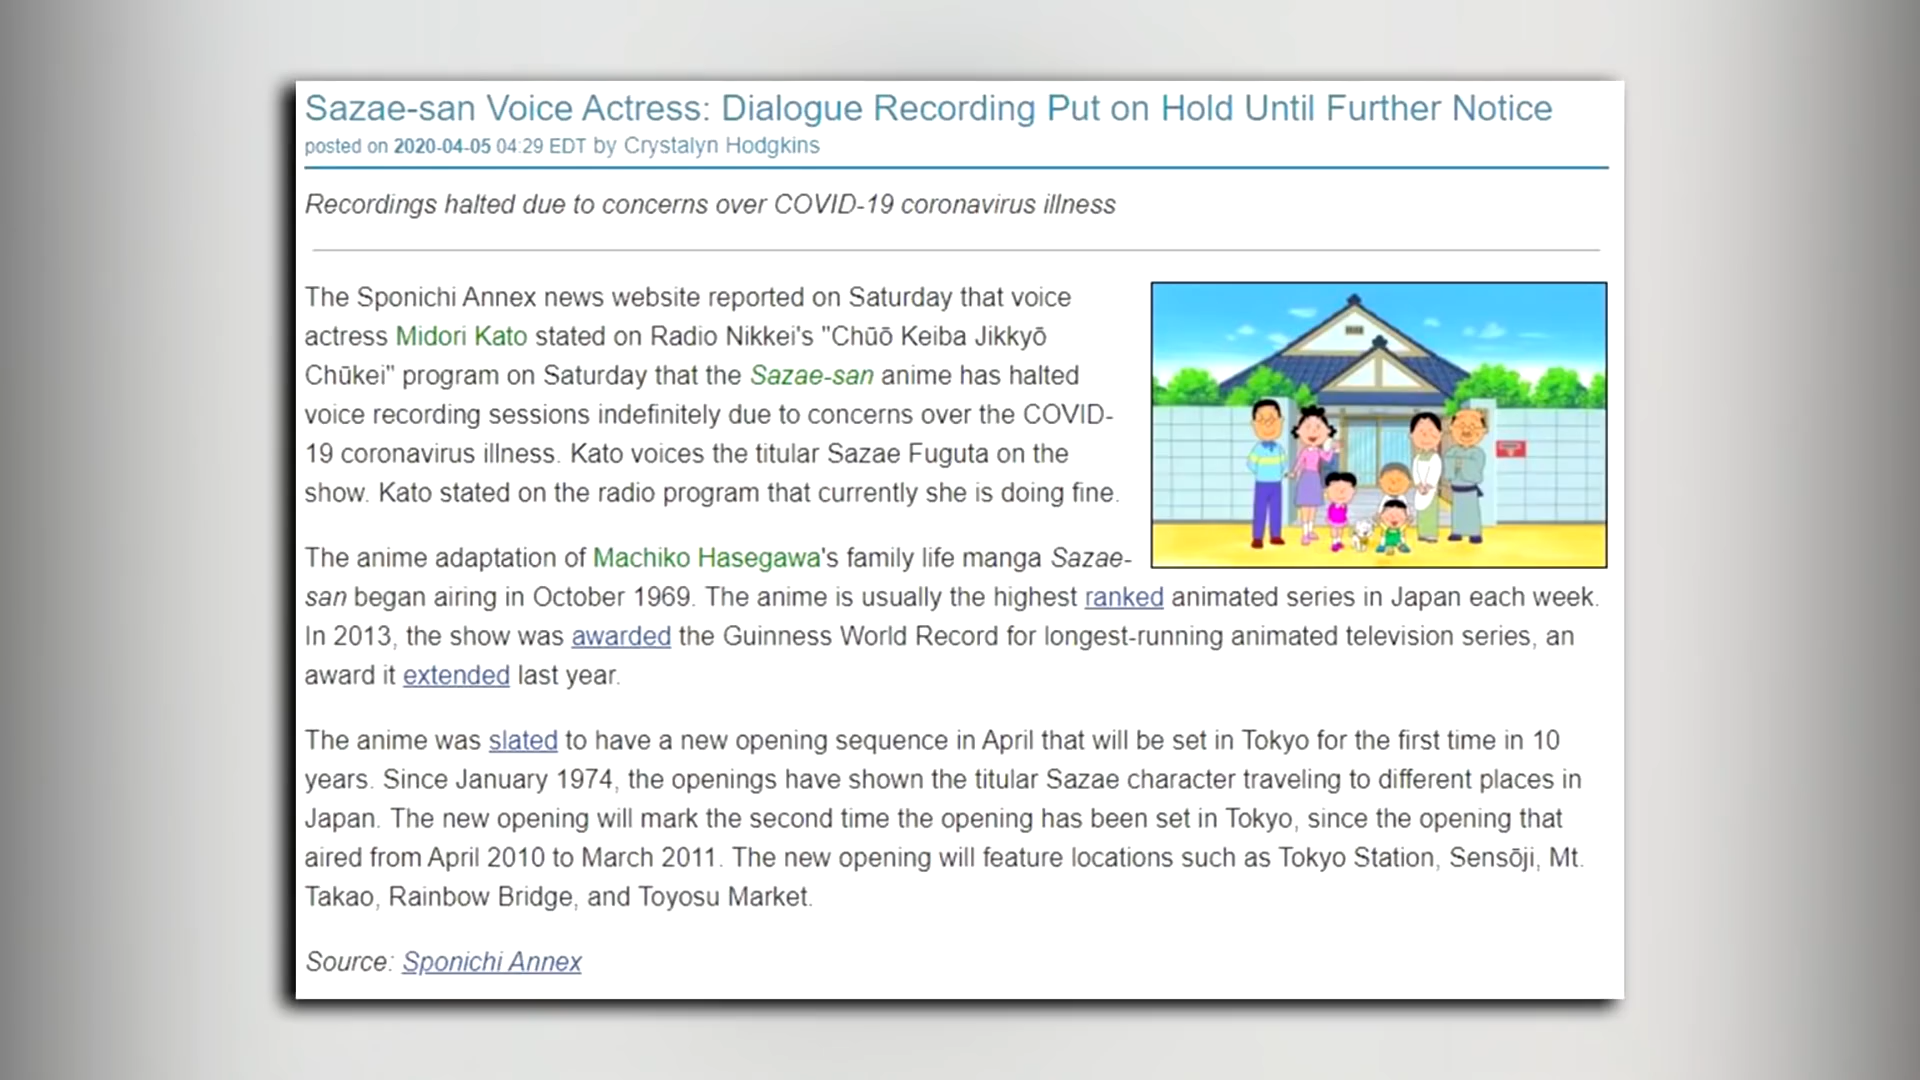 Sazae-san Voice Actress: Dialogue Recording Put on Hold Until Further Notice
posted on 2020-04-05 04:29 EDT by Crystalyn Hodgkins
Recordings halted due to concerns over COVID-19 coronavirus illness
The Sponichi Annex news website reported on Saturday that voice
actress Midori Kato stated on Radio Nikkei's "Chūō Keiba Jikkyō
Chūkei" program on Saturday that the Sazae-san anime has halted
voice recording sessions indefinitely due to concerns over the COVID-
19 coronavirus illness. Kato voices the titular Sazae Fuguta on the
show. Kato stated on the radio program that currently she is doing fine.
The anime adaptation of Machiko Hasegawa's family life manga Sazae-
san began airing in October 1969. The anime is usually the highest ranked animated series in Japan each week.
In 2013, the show was awarded the Guinness World Record for longest-running animated television series, an
award it extended last year.
The anime was slated to have a new opening sequence in April that will be set in Tokyo for the first time in 10
years. Since January 1974, the openings have shown the titular Sazae character traveling to different places in
Japan. The new opening will mark the second time the opening has been set in Tokyo, since the opening that
aired from April 2010 to March 2011. The new opening will feature locations such as Tokyo Station, Sensōji, Mt.
Takao, Rainbow Bridge, and Toyosu Market.
Source: Sponichi Annex